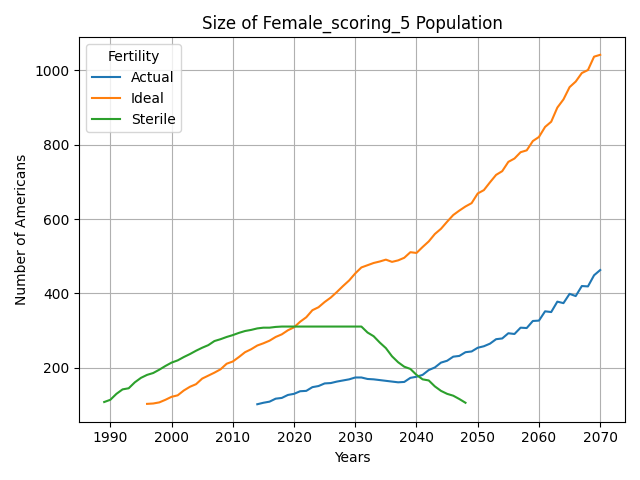 Size of Female_scoring_5 Population
Number of Americans
1000
800
600
400
200
Fertility
Actual
Ideal
Sterile
1990 2000 2010 2020 2030 2040 2050 2060 2070
Years